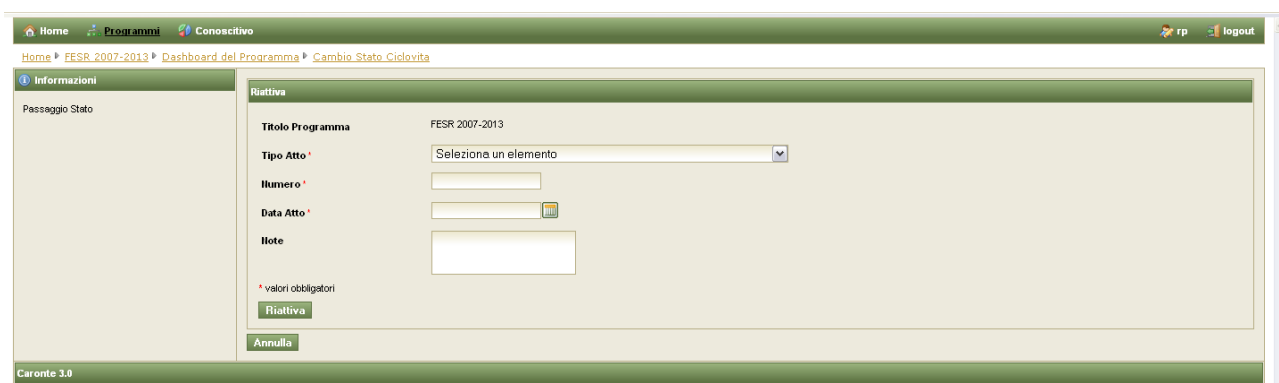 Home Programmi Conoscitivo rp logout
Home FESR 2007-2013 Dashboard del Programma Cambio Stato Ciclovita
Informazioni
Passaggio Stato
Riattiva
Titolo Programma FESR 2007-2013
Tipo Atto * Seleziona un elemento
Numero *
Data Atto *
Note
* valori obbligatori
Riattiva
Annulla
Caronte 3.0